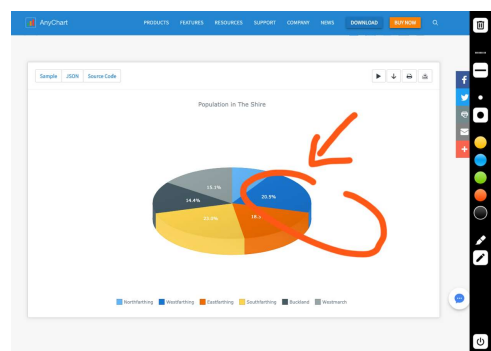 AnyChart
PRODUCTS FEATURES RESOURCES SUPPORT COMPANY NEWS DOWNLOAD BUY NOW
Sample JSON Source Code
Population in The Shire
15.1%
20.5%
14.4%
Northfarthing Westfarthing Eastfarthing Southfarthing Buckland Westmarch